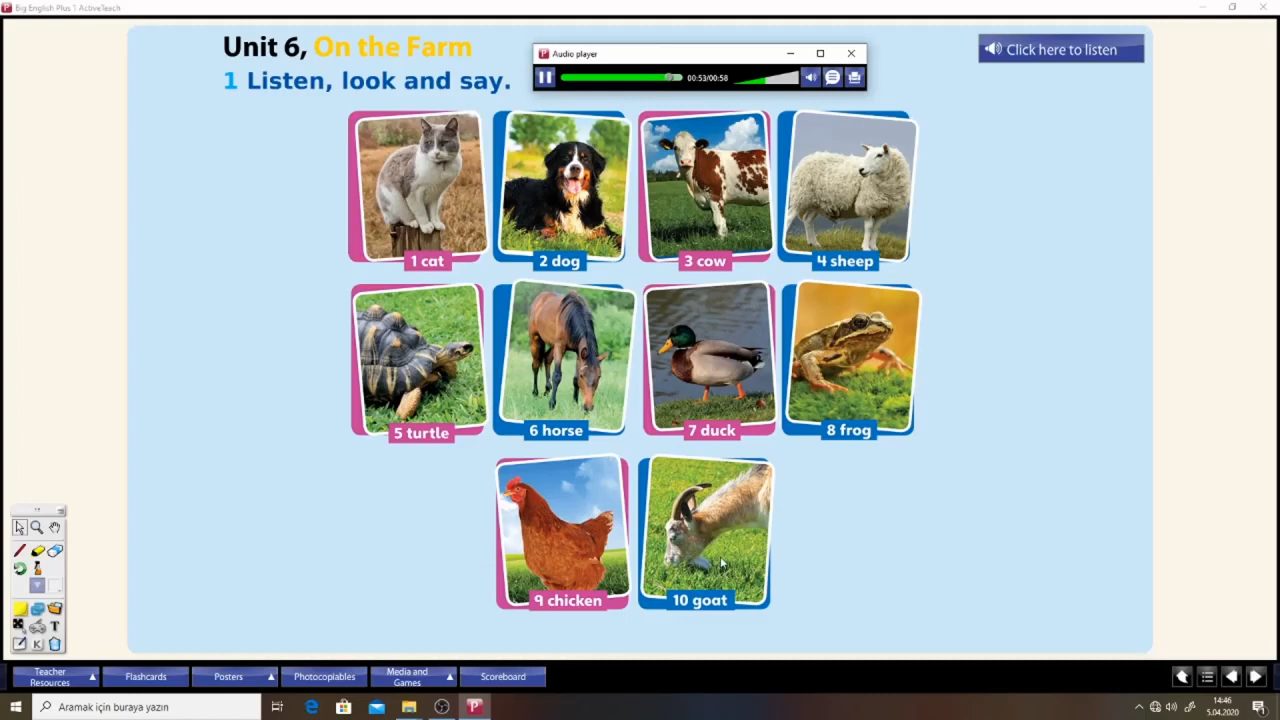 Big English Plus 1 ActiveTeach
Unit 6, On the Farm
Audio player
Click here to listen
1 Listen, look and say.
00:53/00:58
1 cat
2 dog
3 cow
4 sheep
5 turtle
6 horse
7 duck
8 frog
9 chicken
10 goat
T
K
Teacher Resources
Flashcards
Posters
Photocopiables
Media and Games
Scoreboard
Aramak için buraya yazın
14:46
5.04.2020